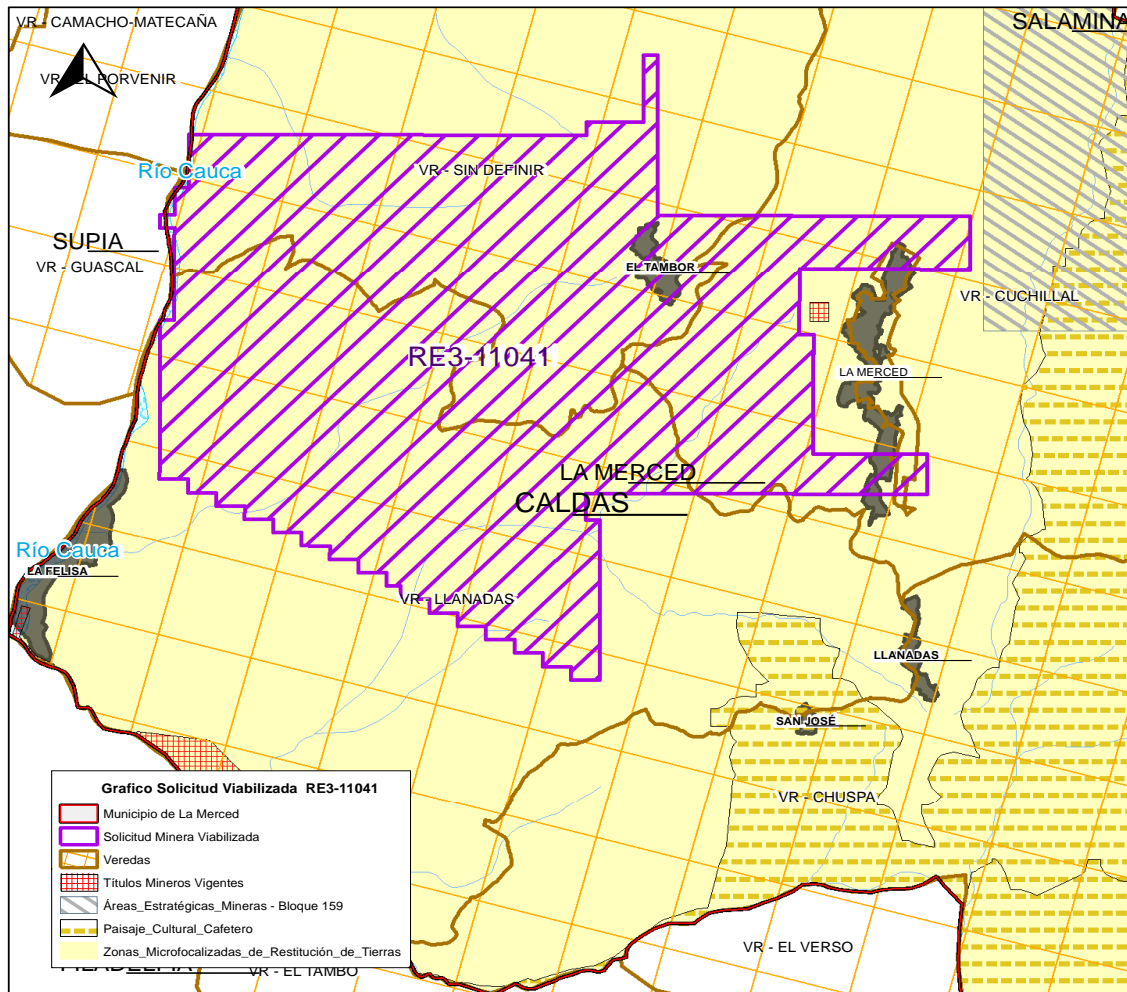 VR - CAMACHO-MATECAÑA
SALAMINA
VR - EL PORVENIR
Río Cauca
VR - SIN DEFINIR
SUPIA
VR - GUASCAL
EL TAMBOR
VR - CUCHILLAL
RE3-11041
LA MERCED
LA MERCED
CALDAS
Río Cauca
LA FELISA
VR - LLANADAS
LLANADAS
SAN JOSÉ
VR - CHUSPA
VR - EL VERSO
Grafico Solicitud Viabilizada RE3-11041
Municipio de La Merced
Solicitud Minera Viabilizada
Veredas
Títulos Mineros Vigentes
Áreas_Estratégicas_Mineras - Bloque 159
Paisaje_Cultural_Cafetero
Zonas_Microfocalizadas_de_Restitución_de_Tierras
VR - EL TAMBO